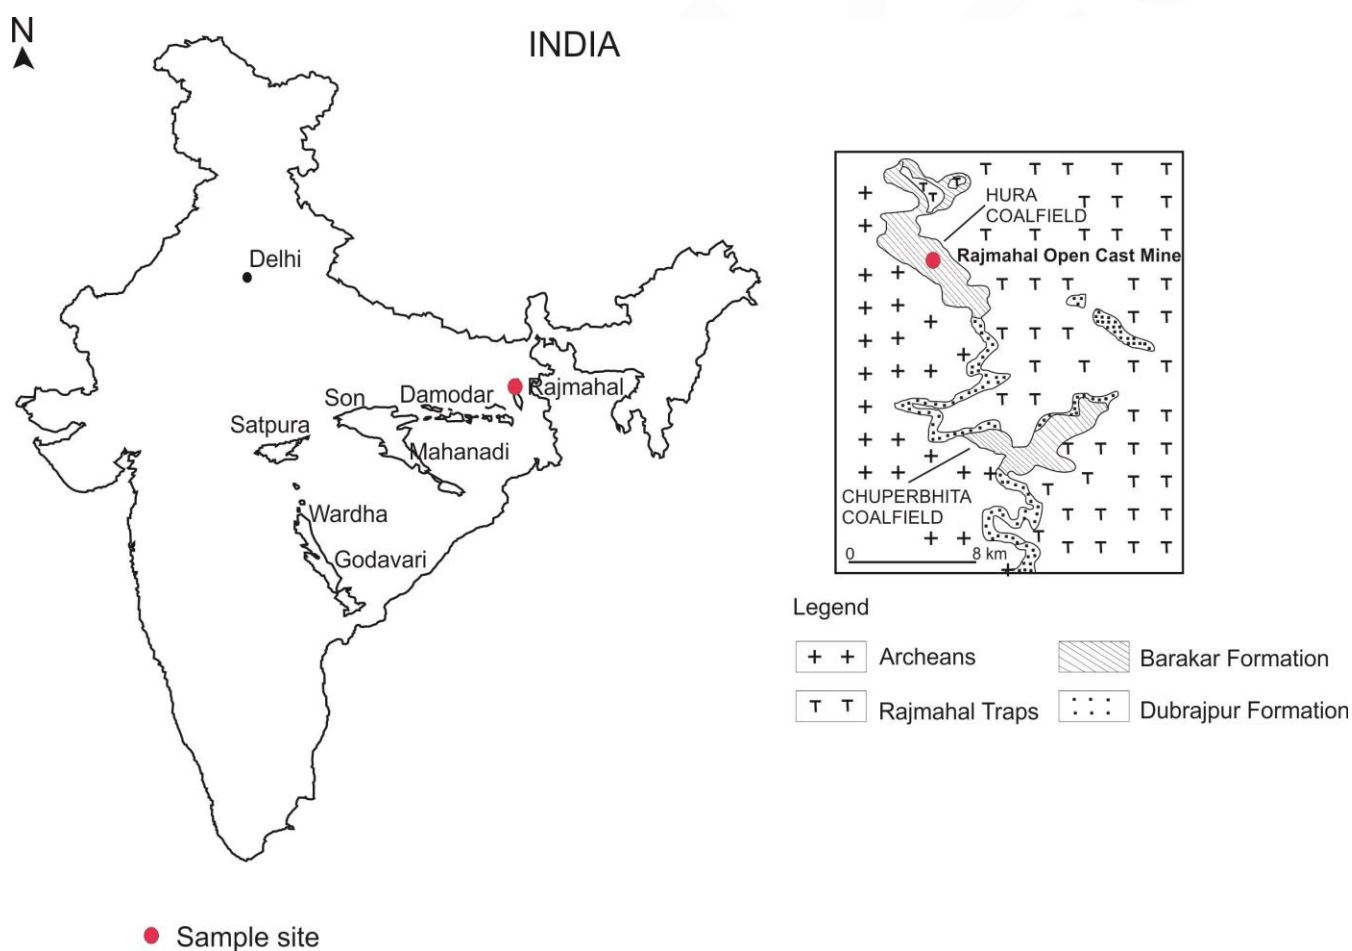 N
INDIA
Delhi
Rajmahal
Son
Damodar
Satpura
Mahanadi
Wardha
Godavari
Sample site
HURA
COALFIELD
Rajmahal Open Cast Mine
CHUPERBHITA
COALFIELD
0 8 km
Legend
Archeans
Barakar Formation
Rajmahal Traps
Dubrajpur Formation